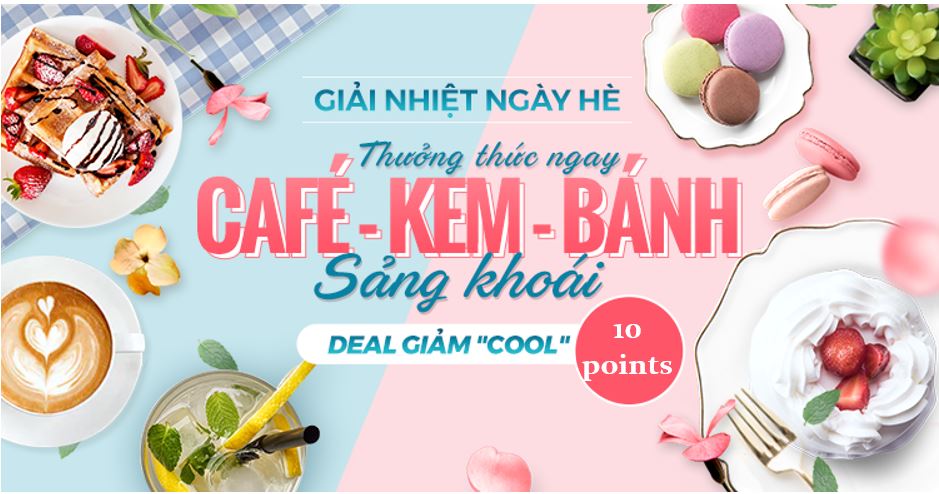 GIẢI NHIỆT NGÀY HÈ
Thưởng thức ngay
CAFÉ - KEM - BÁNH
Sảng khoái
DEAL GIẢM "COOL"
10
points